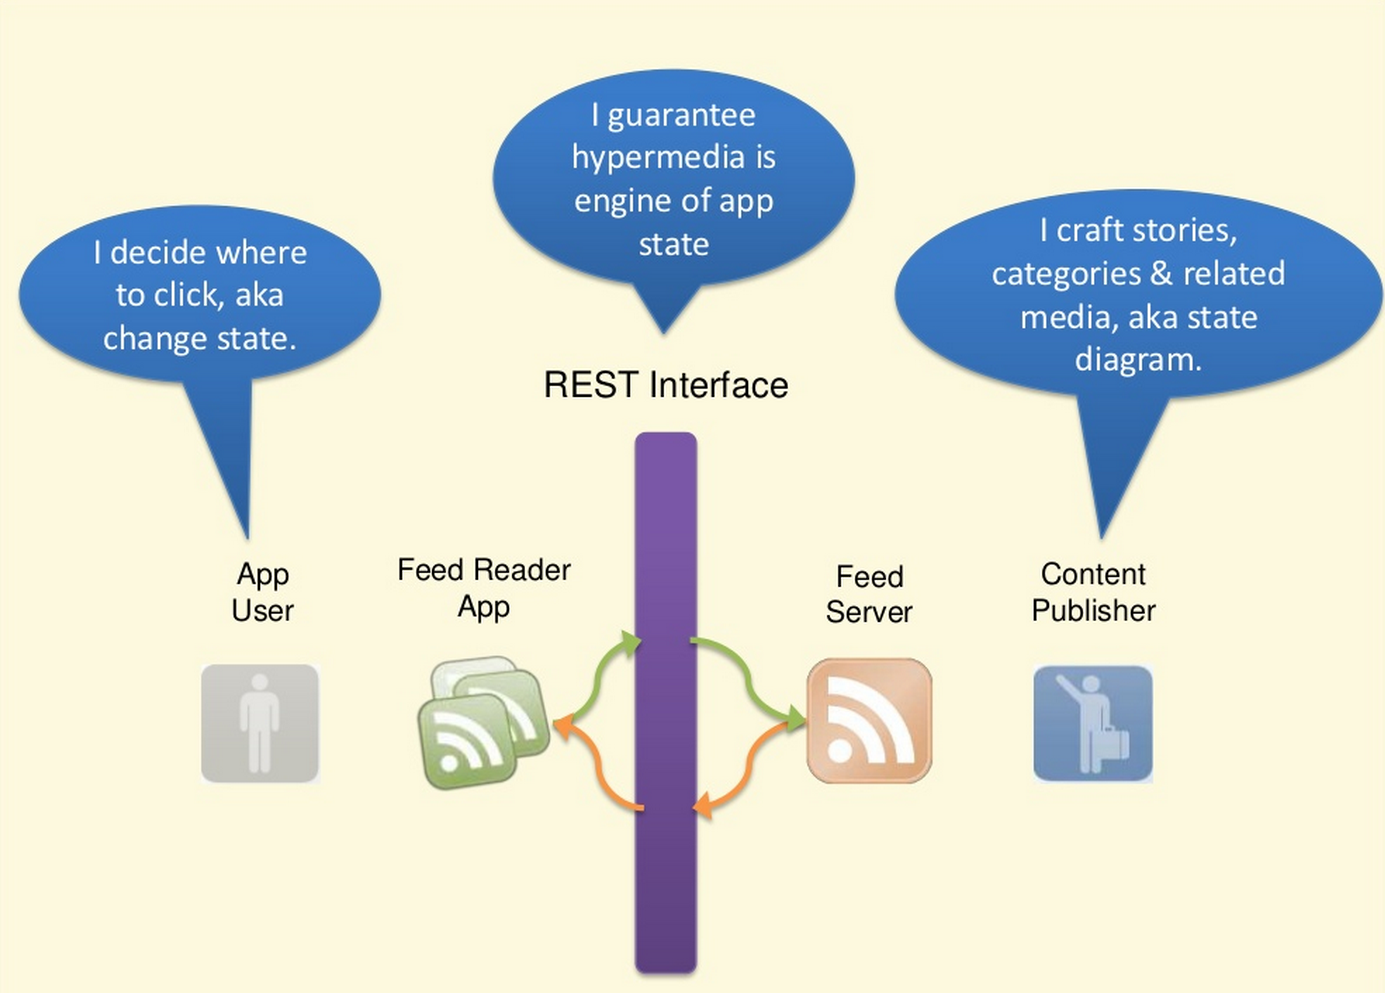 I guarantee
hypermedia is
engine of app
state
I decide where
to click, aka
change state.
I craft stories,
categories & related
media, aka state
diagram.
REST Interface
App
User
Feed Reader
App
Feed
Server
Content
Publisher